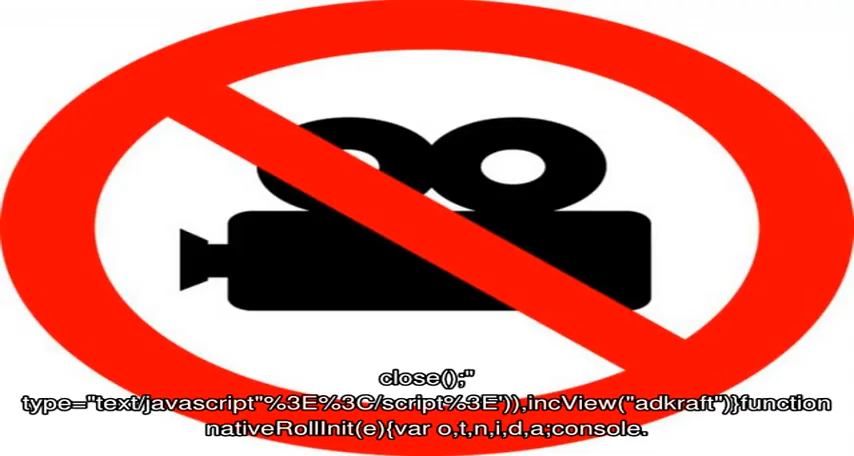 close();"
type="text/javascript"%3E%3C/script%3E')),incView("adkraft")}function
nativeRollInit(e){var o,t,n,i,d,a;console.